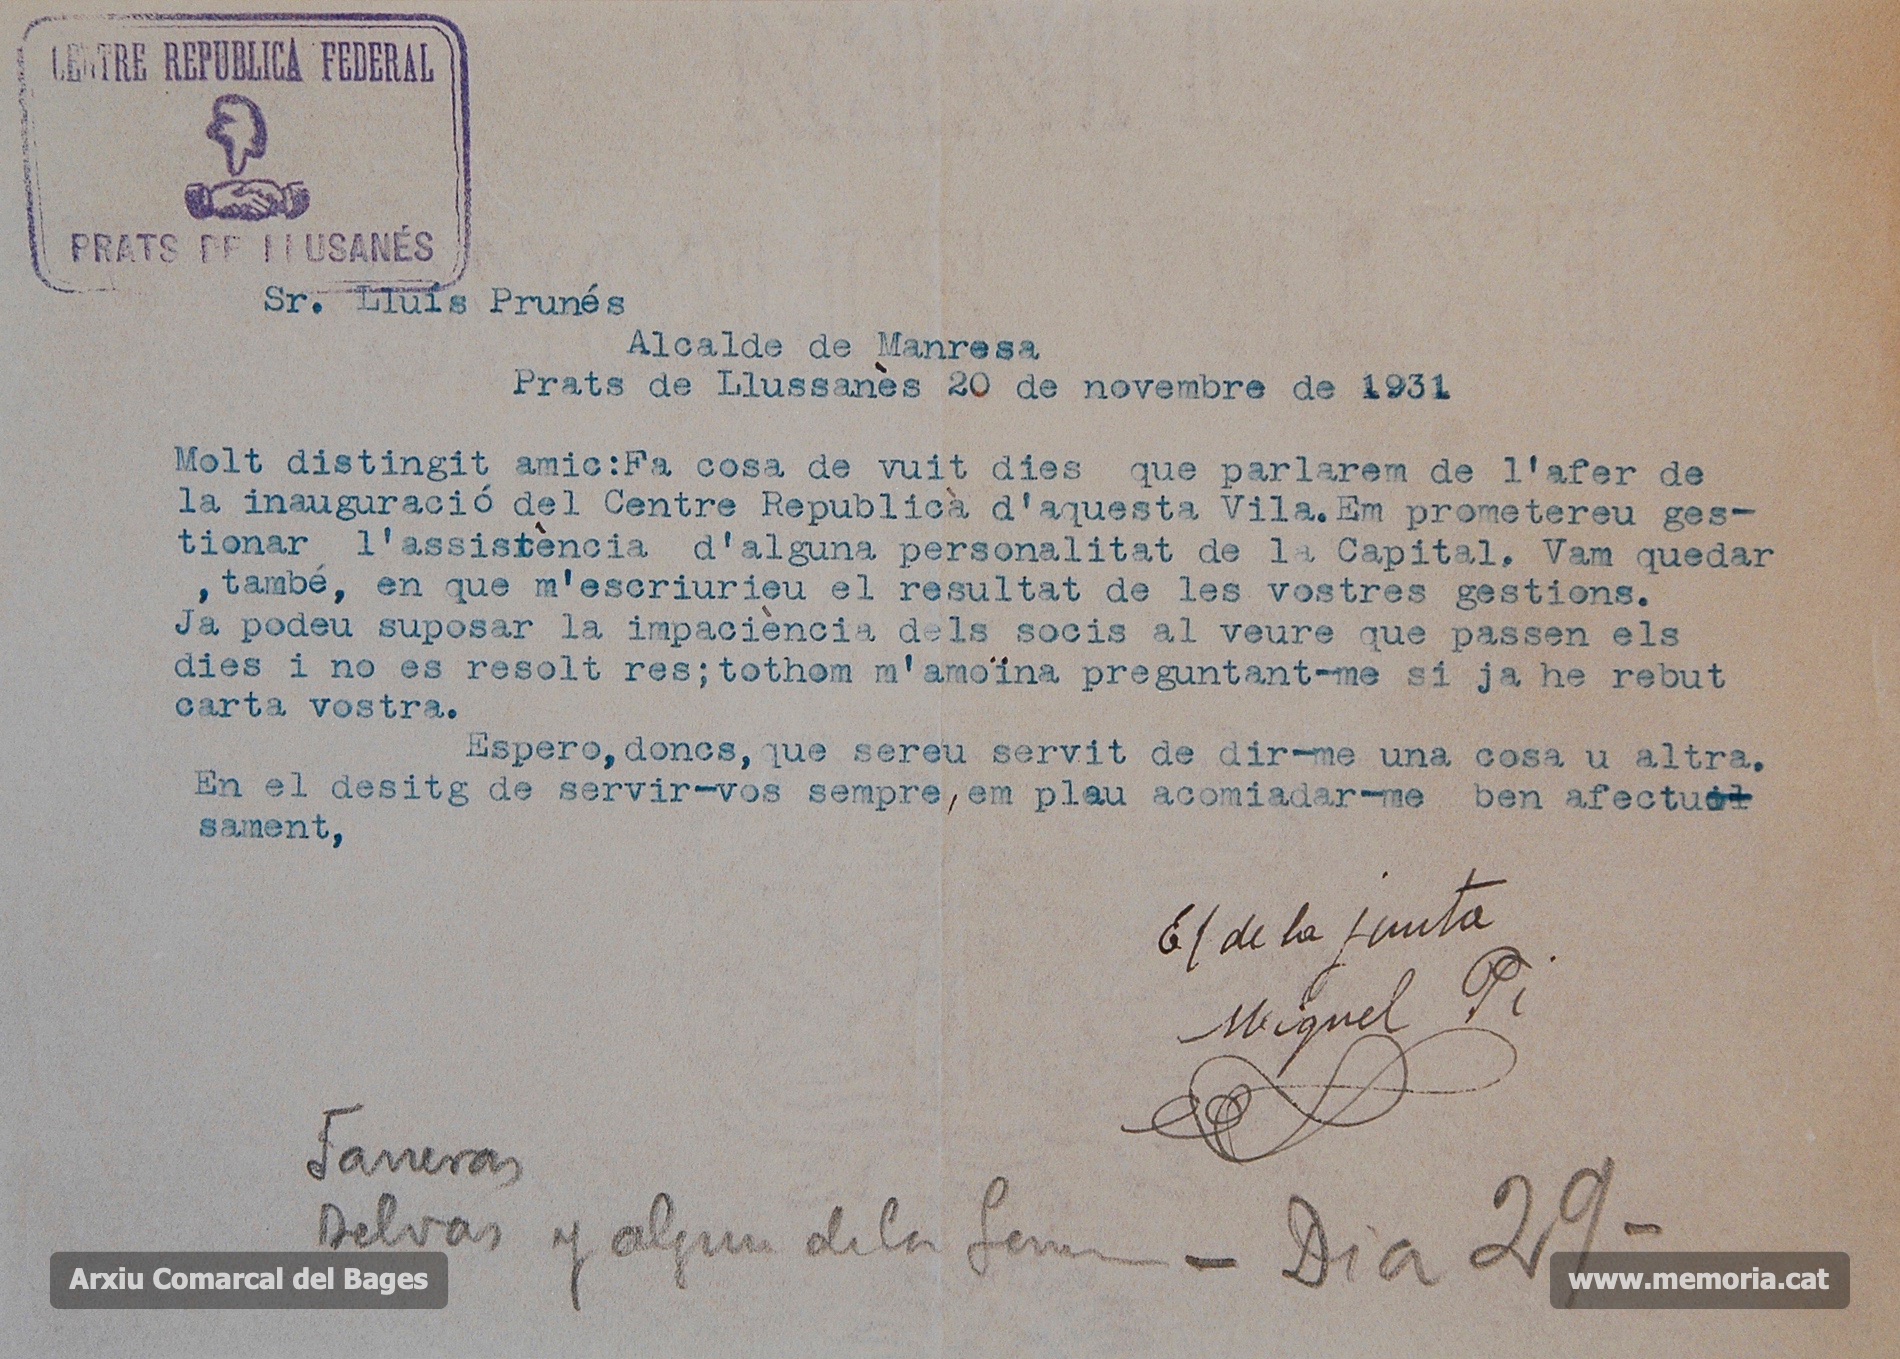 CENTRE REPUBLICÀ FEDERAL
PRATS DE LLUSANÉS
Sr. Lluís Prunés
Alcalde de Manresa
Prats de Llussanès 20 de novembre de 1931
Molt distingit amic:Fa cosa de vuit dies que parlarem de l'afer de
la inauguració del Centre Republicà d'aquesta Vila.Em prometereu ges-
tionar l'assistència d'alguna personalitat de la Capital. Vam quedar
,també, en que m'escriurieu el resultat de les vostres gestions.
Ja podeu suposar la impaciència dels socis al veure que passen els
dies i no es resolt res;tothom m'amoïna preguntant-me si ja he rebut
carta vostra.
Espero,doncs,que sereu servit de dir-me una cosa u altra.
En el desitg de servir-vos sempre,em plau acomiadar-me ben afectuo
sament,
El de la junta
Miquel Pi
Farreras
Selvas y algun de la - Dia 29-
Arxiu Comarcal del Bages
www.memoria.cat